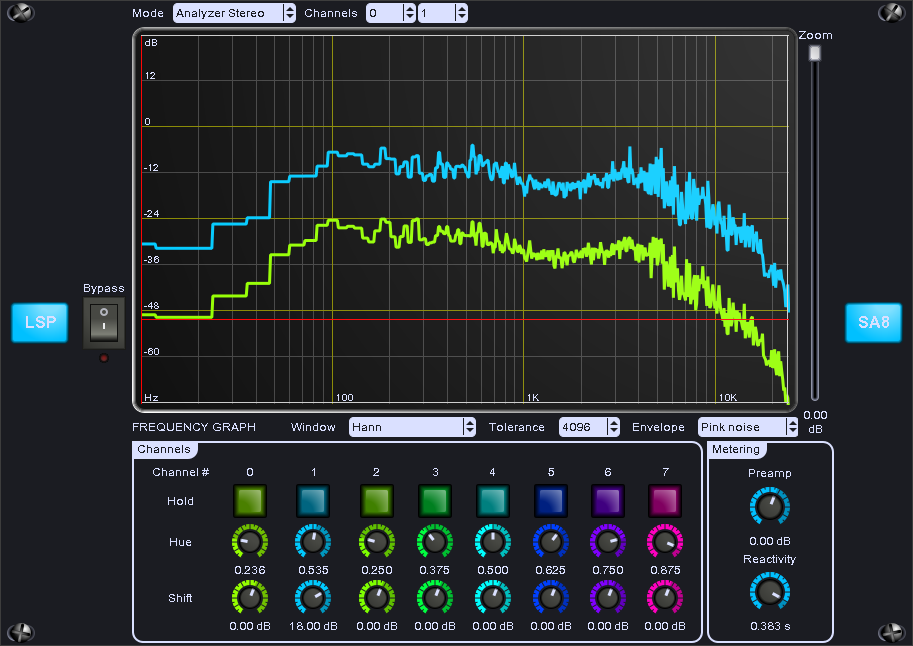 Mode Analyzer Stereo Channels 0 1
Zoom
dB
12
0
-12
-24
-36
-48
-60
Hz 100 1K 10K
Bypass
LSP
SA8
0.00
dB
FREQUENCY GRAPH Window Hann Tolerance 4096 Envelope Pink noise
Channels
Metering
Channel # 0 1 2 3 4 5 6 7
Preamp
Hold
Hue
0.00 dB
Reactivity
0.236 0.535 0.250 0.375 0.500 0.625 0.750 0.875
Shift
0.00 dB 18.00 dB 0.00 dB 0.00 dB 0.00 dB 0.00 dB 0.00 dB 0.00 dB
0.383 s